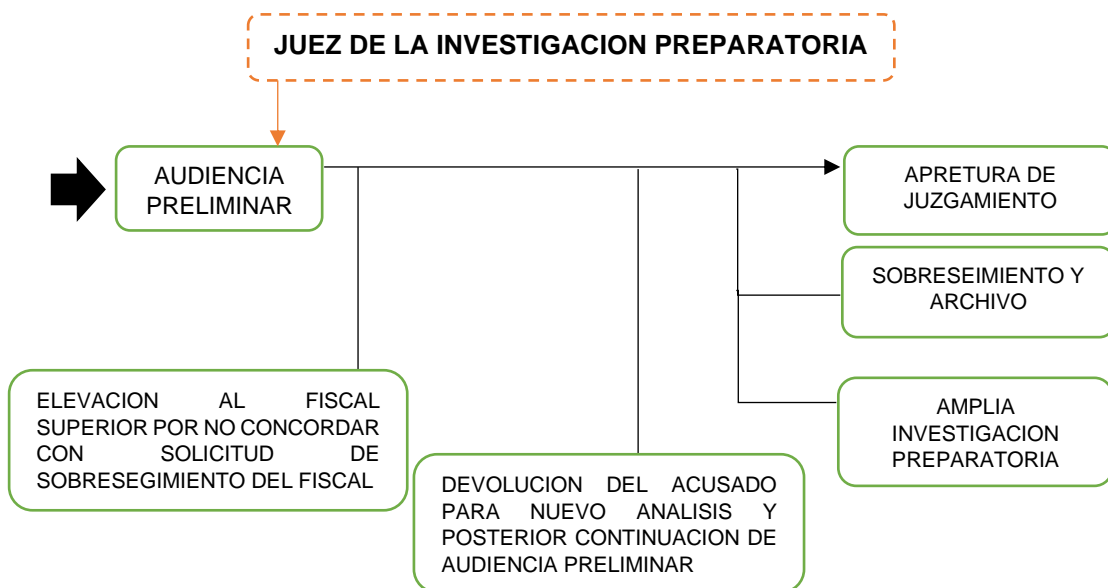 JUEZ DE LA INVESTIGACION PREPARATORIA
AUDIENCIA
PRELIMINAR
APRETURA DE
JUZGAMIENTO
SOBRESEIMIENTO Y
ARCHIVO
AMPLIA
INVESTIGACION
PREPARATORIA
ELEVACION AL FISCAL
SUPERIOR POR NO CONCORDAR
CON SOLICITUD DE
SOBRESEGIMIENTO DEL FISCAL
DEVOLUCION DEL ACUSADO
PARA NUEVO ANALISIS Y
POSTERIOR CONTINUACION DE
AUDIENCIA PRELIMINAR